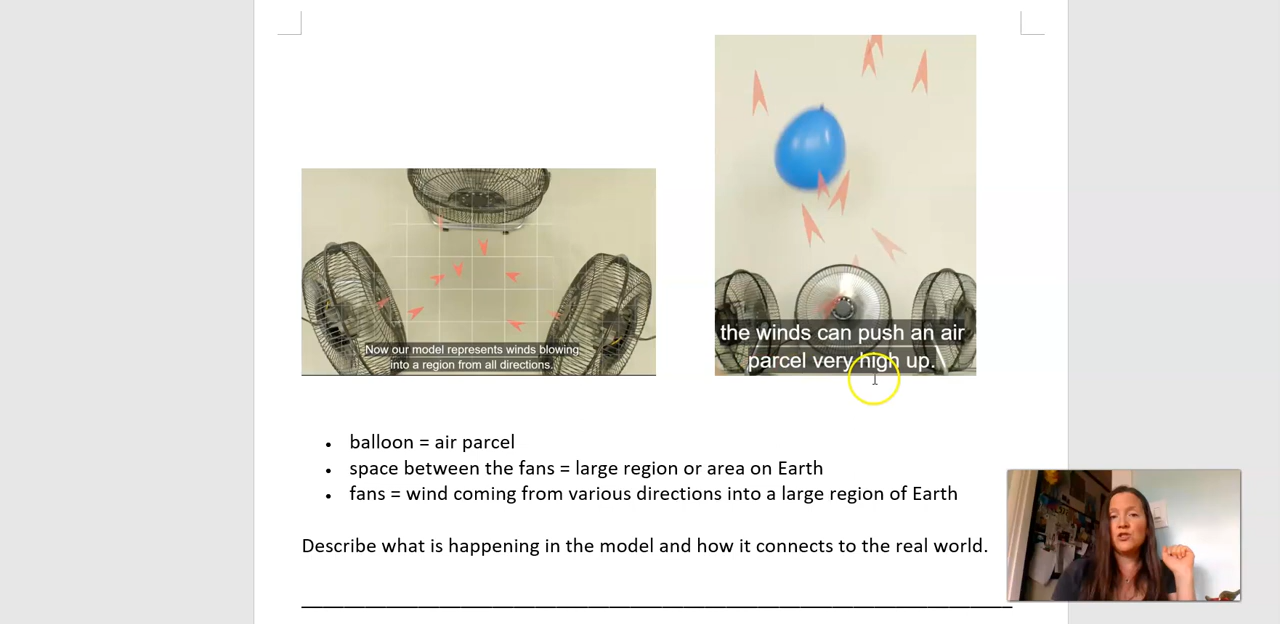 Now our model represents winds blowing
into a region from all directions.
the winds can push an air
parcel very high up.
• balloon = air parcel
• space between the fans = large region or area on Earth
• fans = wind coming from various directions into a large region of Earth
Describe what is happening in the model and how it connects to the real world.